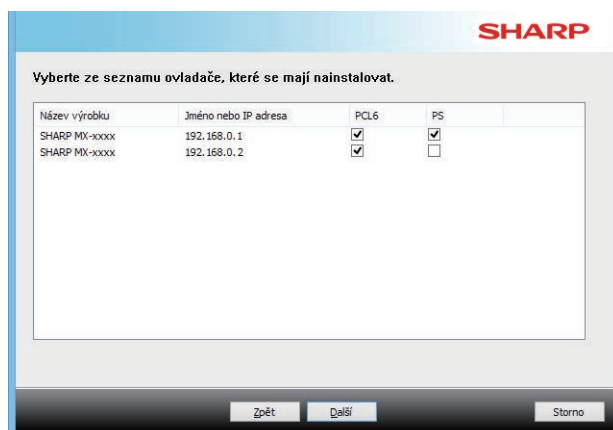 SHARP
Vyberte ze seznamu ovladače, které se mají nainstalovat.
Název výrobku Jméno nebo IP adresa PCL6 PS
SHARP MX-xxxx 192.168.0.1
SHARP MX-xxxx 192.168.0.2
Zpět Další Storno